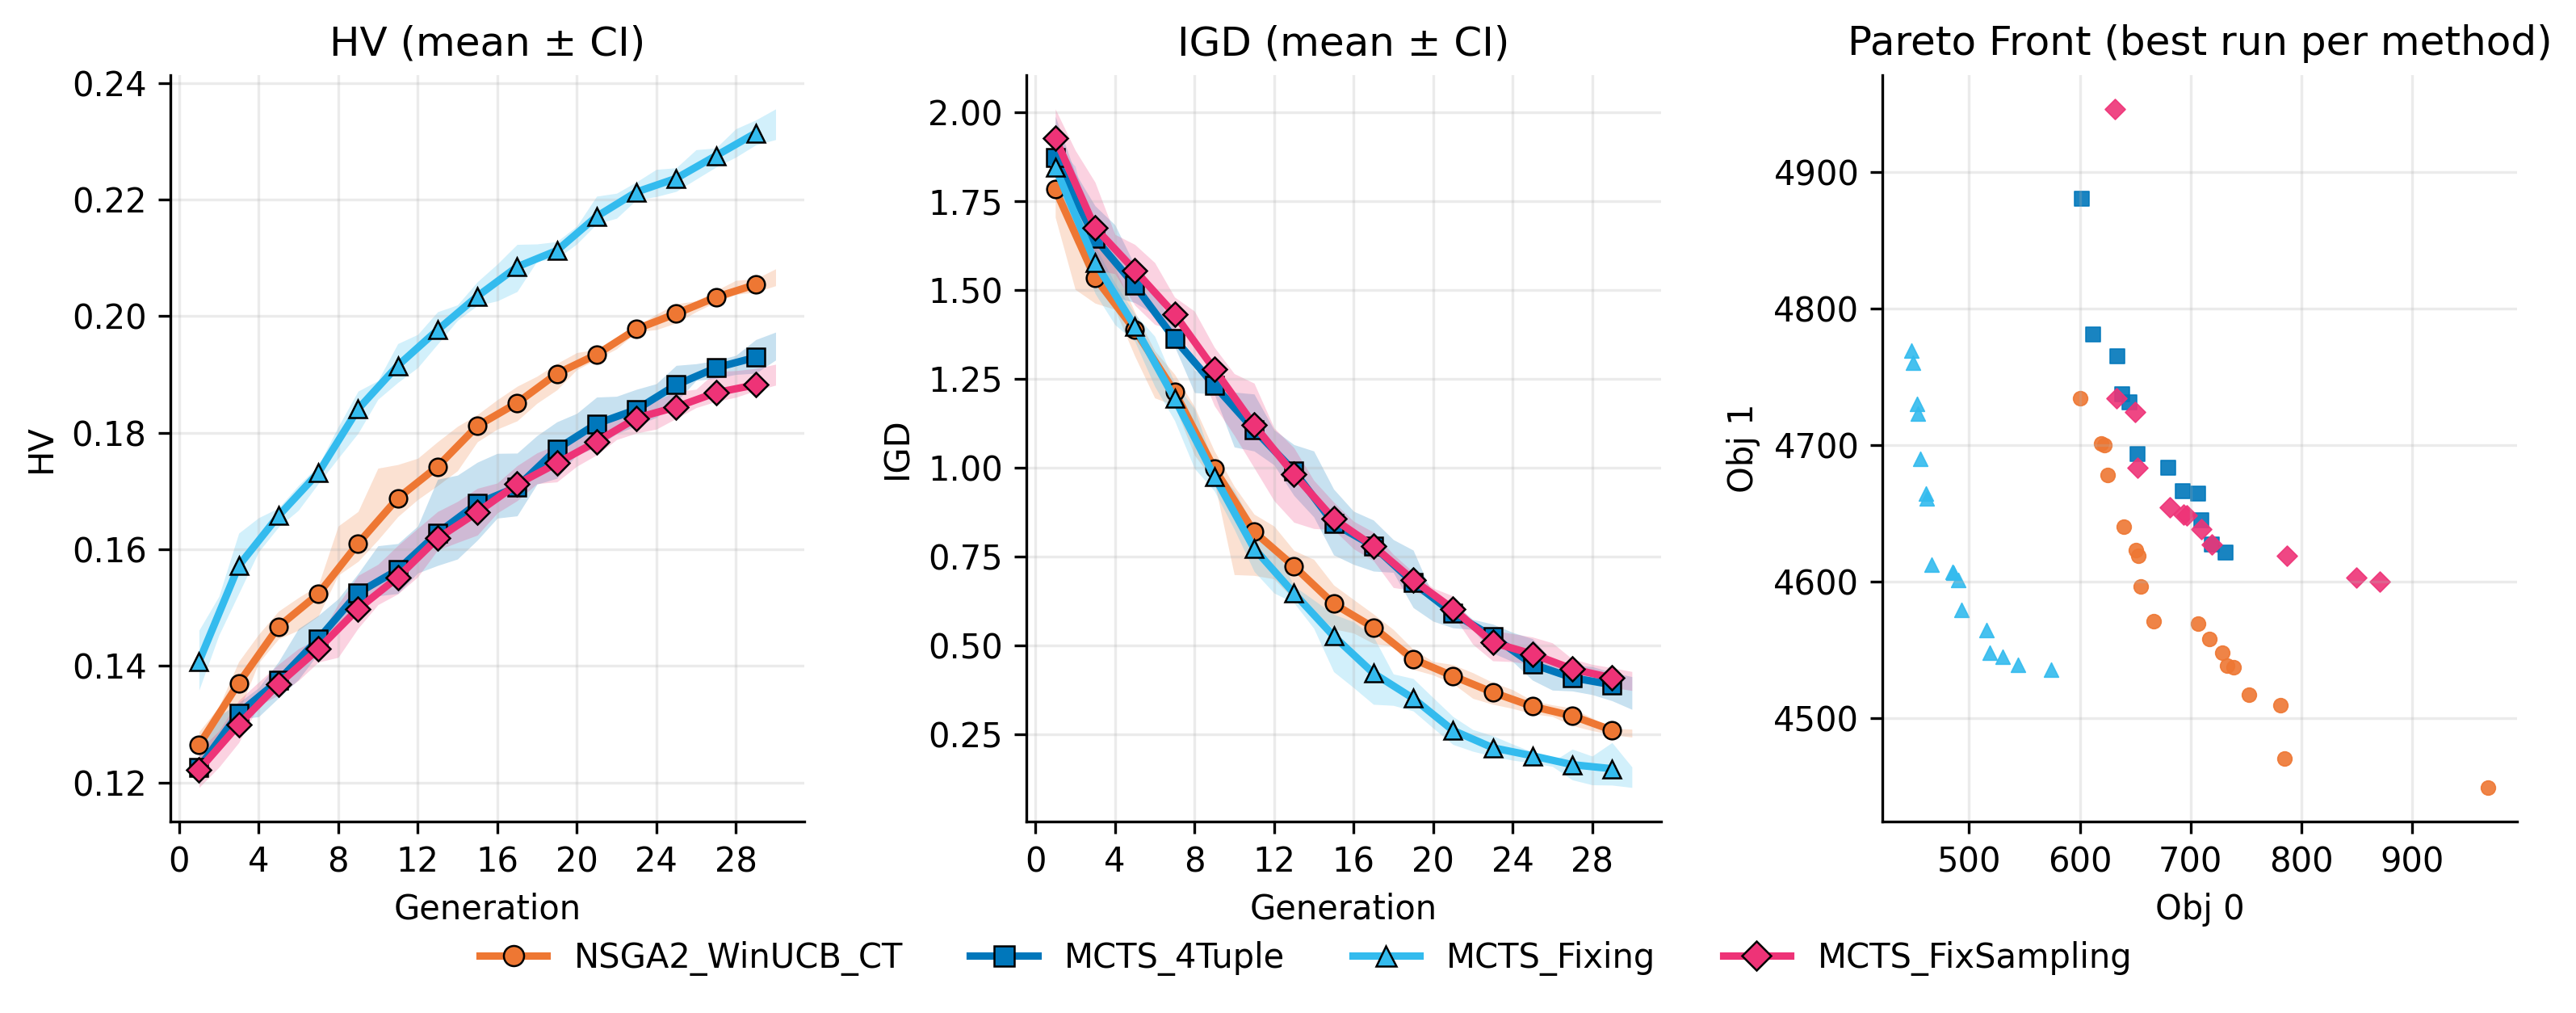 HV (mean ± CI)
0.24
0.22
0.20
0.18
0.16
0.14
0.12
HV
0 4 8 12 16 20 24 28
Generation
IGD (mean ± CI)
2.00
1.75
1.50
1.25
1.00
0.75
0.50
0.25
IGD
0 4 8 12 16 20 24 28
Generation
Pareto Front (best run per method)
4900
4800
4700
4600
4500
Obj 1
500 600 700 800 900
Obj 0
NSGA2_WinUCB_CT MCTS_4Tuple MCTS_Fixing MCTS_FixSampling